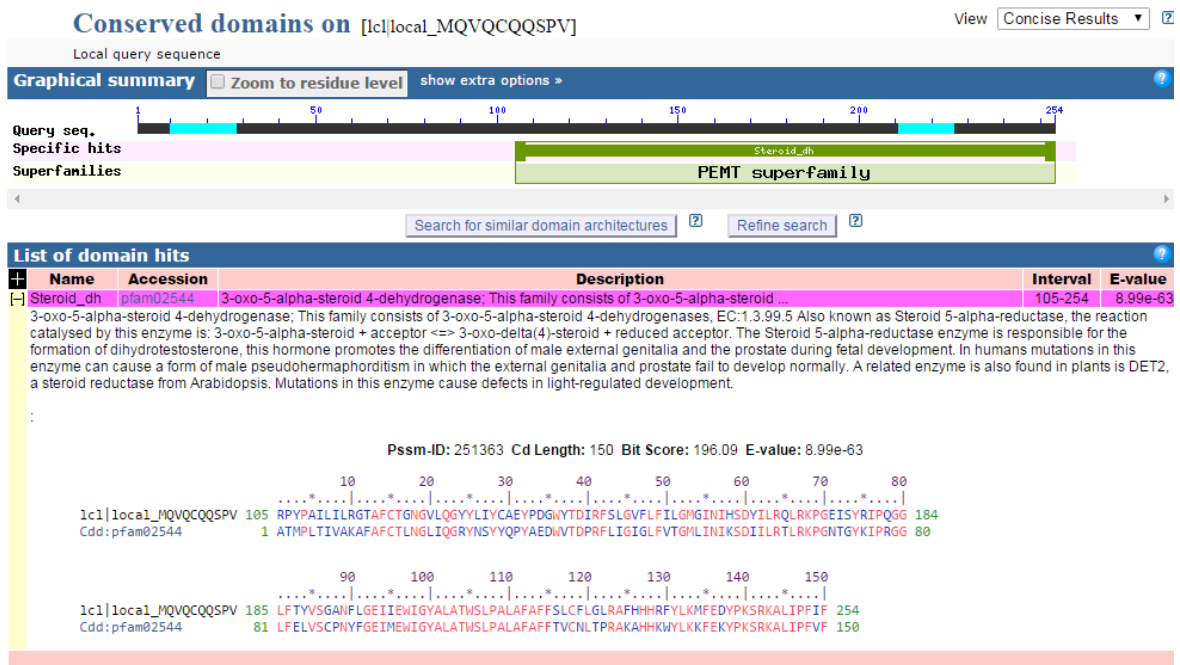 Conserved domains on [lcl|local_MQVQCQQSPV]
View Concise Results ▼ ?
Local query sequence
Graphical summary Zoom to residue level show extra options » ?
1 50 100 150 200 254
Query seq.
Specific hits Steroid_dh
Superfamilies PEMT superfamily
Search for similar domain architectures ? Refine search ?
List of domain hits ?
+ Name Accession Description Interval E-value
[–] Steroid_dh pfam02544 3-oxo-5-alpha-steroid 4-dehydrogenase; This family consists of 3-oxo-5-alpha-steroid ... 105-254 8.99e-63
3-oxo-5-alpha-steroid 4-dehydrogenase; This family consists of 3-oxo-5-alpha-steroid 4-dehydrogenases, EC:1.3.99.5 Also known as Steroid 5-alpha-reductase, the reaction
catalysed by this enzyme is: 3-oxo-5-alpha-steroid + acceptor <=> 3-oxo-delta(4)-steroid + reduced acceptor. The Steroid 5-alpha-reductase enzyme is responsible for the
formation of dihydrotestosterone, this hormone promotes the differentiation of male external genitalia and the prostate during fetal development. In humans mutations in this
enzyme can cause a form of male pseudohermaphorditism in which the external genitalia and prostate fail to develop normally. A related enzyme is also found in plants is DET2,
a steroid reductase from Arabidopsis. Mutations in this enzyme cause defects in light-regulated development.
:
Pssm-ID: 251363 Cd Length: 150 Bit Score: 196.09 E-value: 8.99e-63
10 20 30 40 50 60 70 80
....*....|....*....|....*....|....*....|....*....|....*....|....*....|....*....|
lcl|local_MQVQCQQSPV 105 RPYPAILILRGTAFCTGNGVLQGYYLIYCAEYPDGWYTDIRFSLGVFLFILGMGINIHSDYILRQLRKPGEISYRIPQGG 184
Cdd:pfam02544 1 ATMPLTIVAKAFAFCTLNGLIQGRYNSYYQPYAEDWVTDPRFLIGIGLFVTGMLINIKSDIILRTLRKPGNTGYKIPRGG 80
90 100 110 120 130 140 150
....*....|....*....|....*....|....*....|....*....|....*....|....*....|
lcl|local_MQVQCQQSPV 185 LFTYVSGANFLGEIIEWIGYALATWSLPALAFAFFSLCFLGLRAFHHHRFYLKMFEDYPKSRKALIPFIF 254
Cdd:pfam02544 81 LFELVSCPNYFGEIMEWIGYALATWSLPALAFAFFTVCNLTPRAKAHHKWYLKKFEKYPKSRKALIPFVF 150